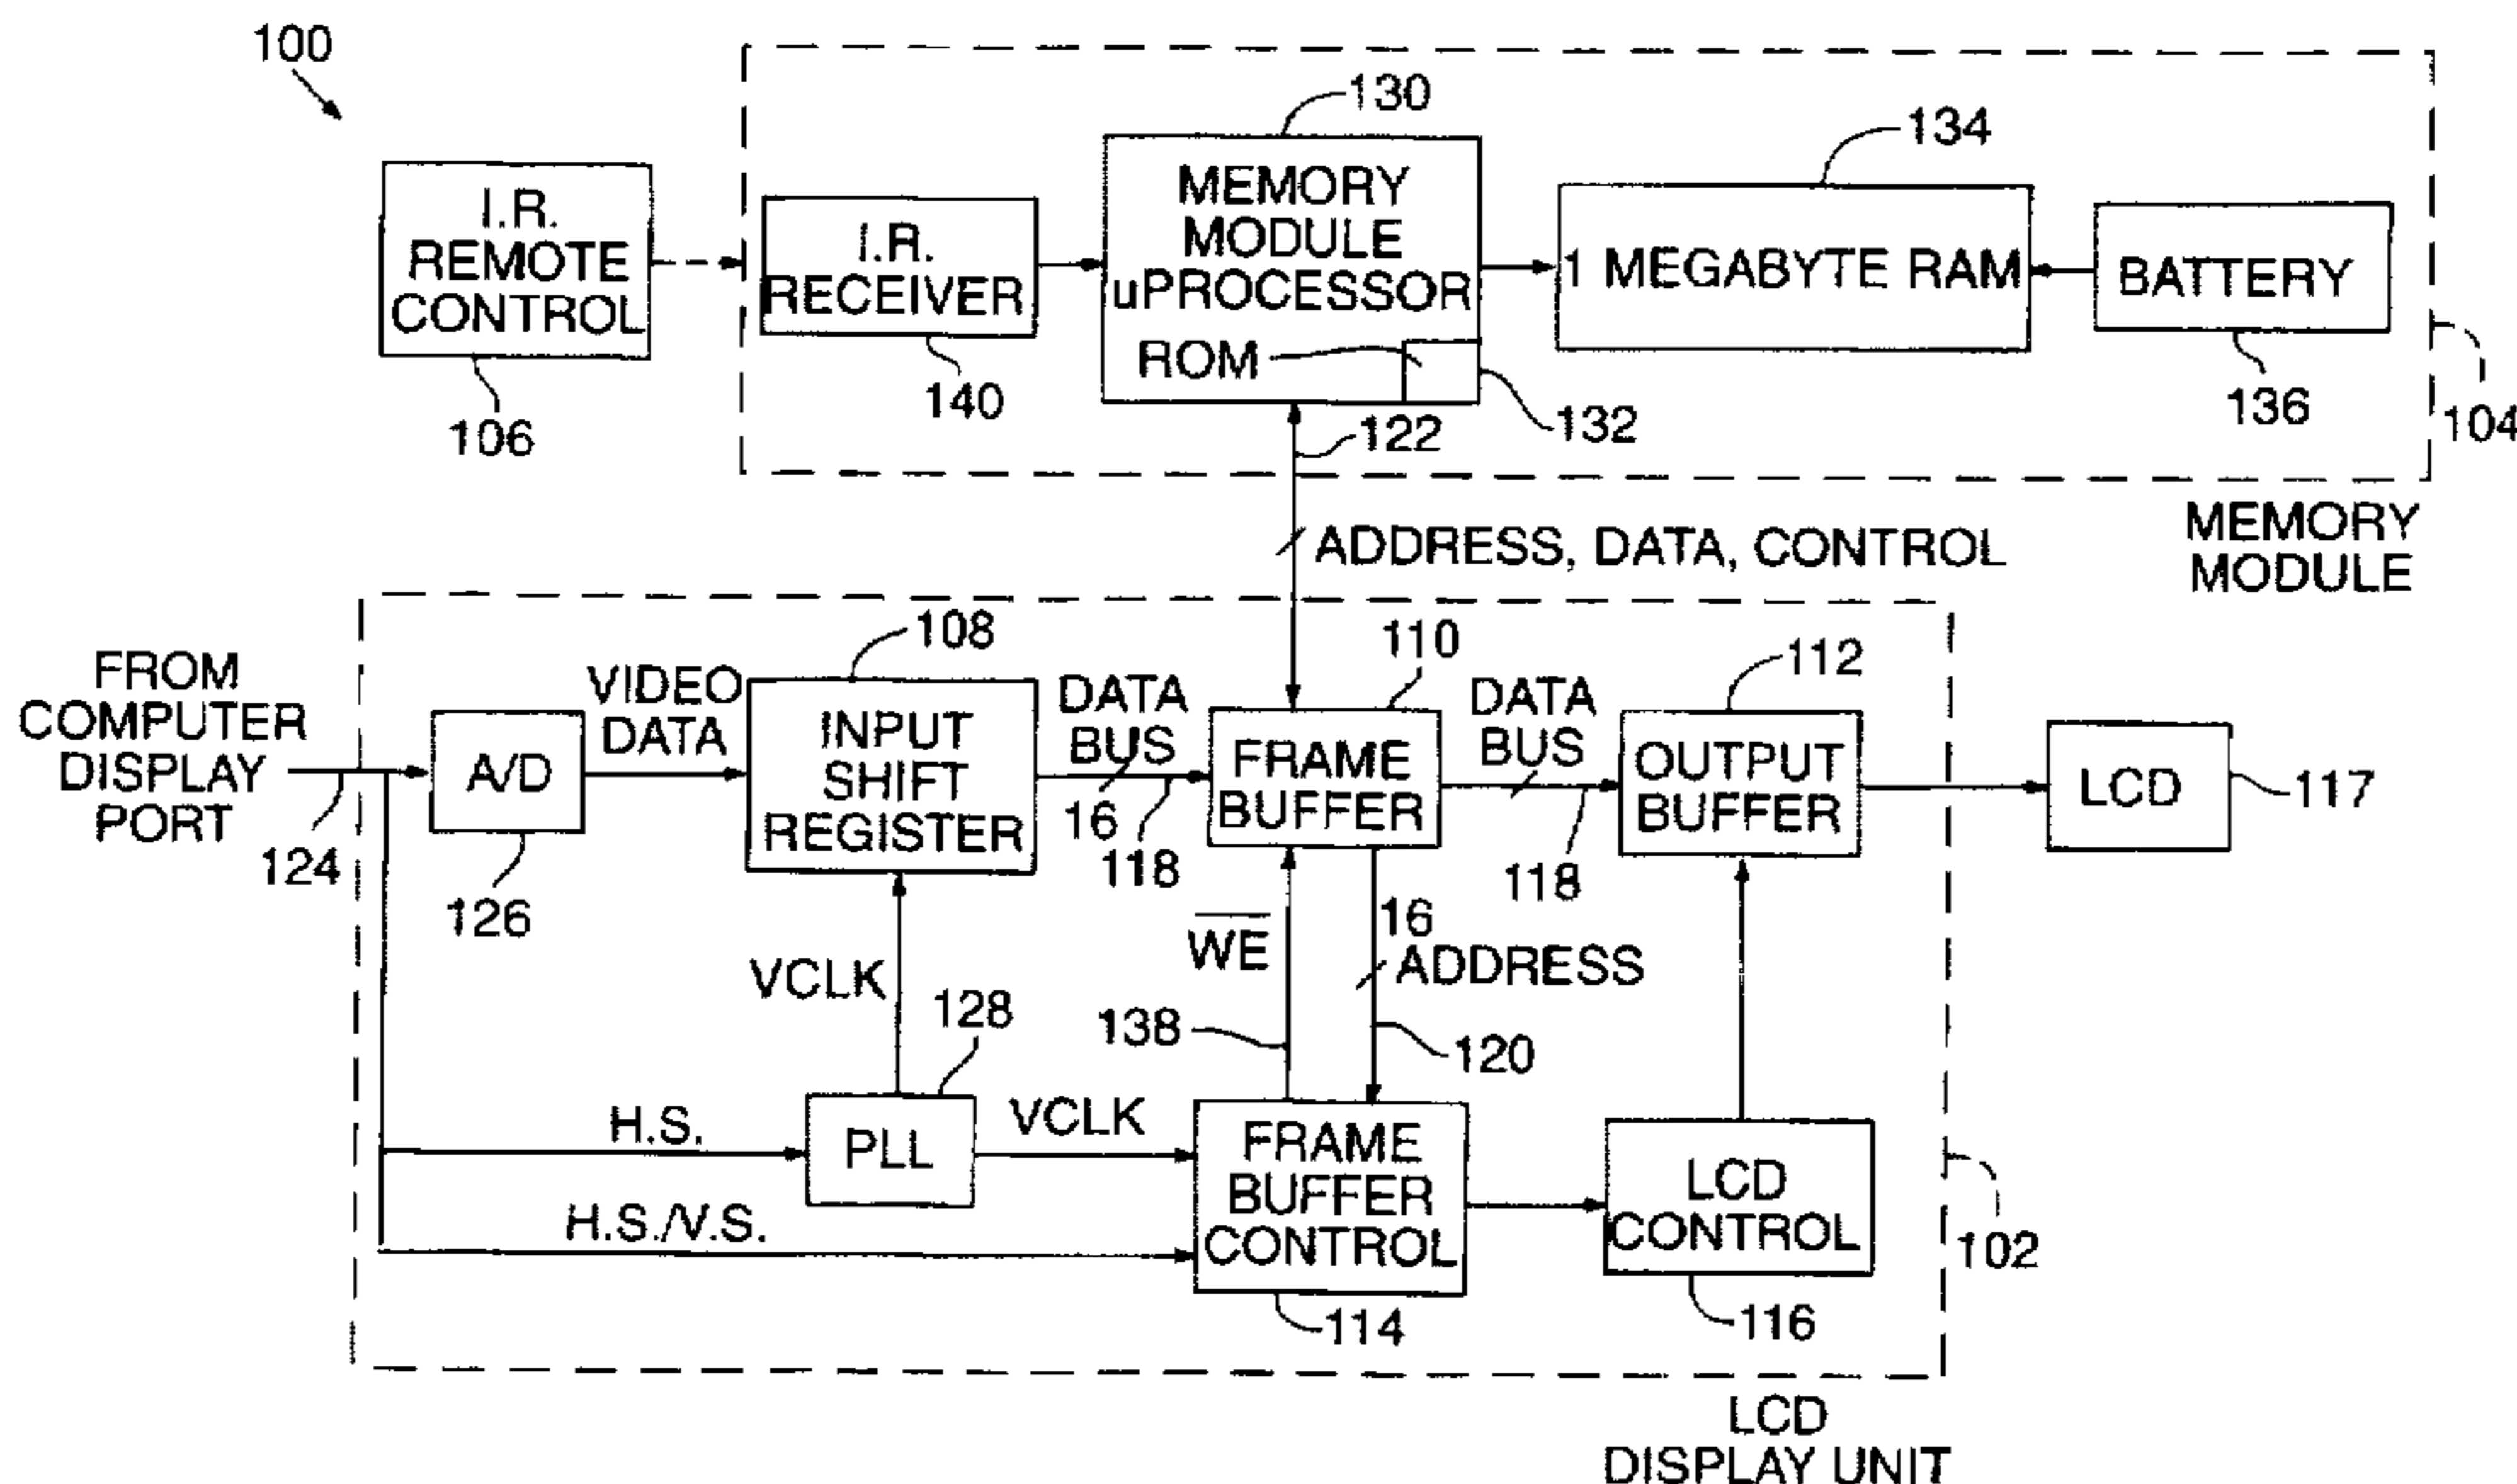 100
130
134
I.R.
REMOTE
CONTROL
106
I.R.
RECEIVER
140
MEMORY
MODULE
uPROCESSOR
ROM
132
122
1 MEGABYTE RAM
BATTERY
136
104
MEMORY
MODULE
ADDRESS, DATA, CONTROL
FROM
COMPUTER
DISPLAY
PORT
124
A/D
126
VIDEO
DATA
108
INPUT
SHIFT
REGISTER
DATA
BUS
16
118
110
FRAME
BUFFER
DATA
BUS
118
112
OUTPUT
BUFFER
LCD
117
VCLK
WE
16
ADDRESS
138
120
128
H.S.
PLL
VCLK
H.S./V.S.
FRAME
BUFFER
CONTROL
114
LCD
CONTROL
116
102
LCD
DISPLAY UNIT